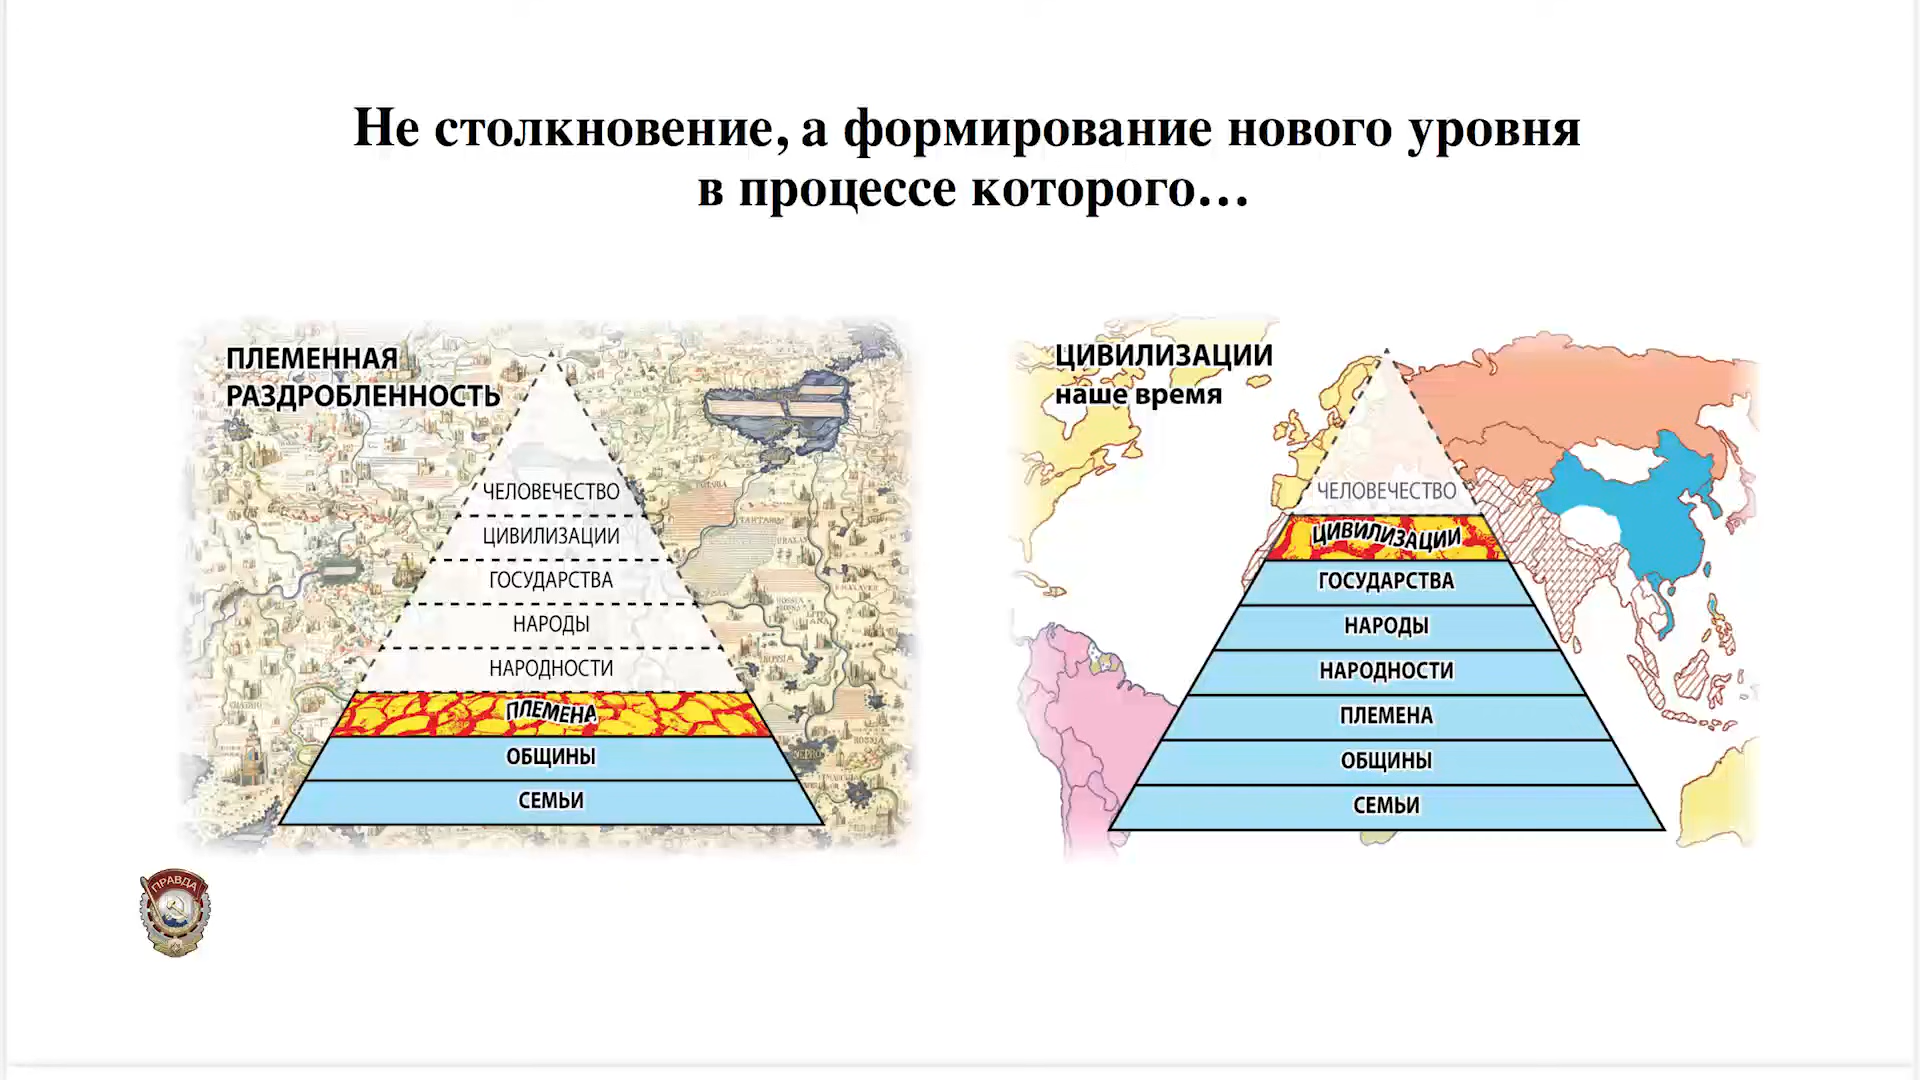 Не столкновение, а формирование нового уровня
в процессе которого…
ПЛЕМЕННАЯ
РАЗДРОБЛЕННОСТЬ
ЧЕЛОВЕЧЕСТВО
ЦИВИЛИЗАЦИИ
ГОСУДАРСТВА
НАРОДЫ
НАРОДНОСТИ
ПЛЕМЕНА
ОБЩИНЫ
СЕМЬИ
ЦИВИЛИЗАЦИИ
наше время
ЧЕЛОВЕЧЕСТВО
ЦИВИЛИЗАЦИИ
ГОСУДАРСТВА
НАРОДЫ
НАРОДНОСТИ
ПЛЕМЕНА
ОБЩИНЫ
СЕМЬИ
ПРАВДА